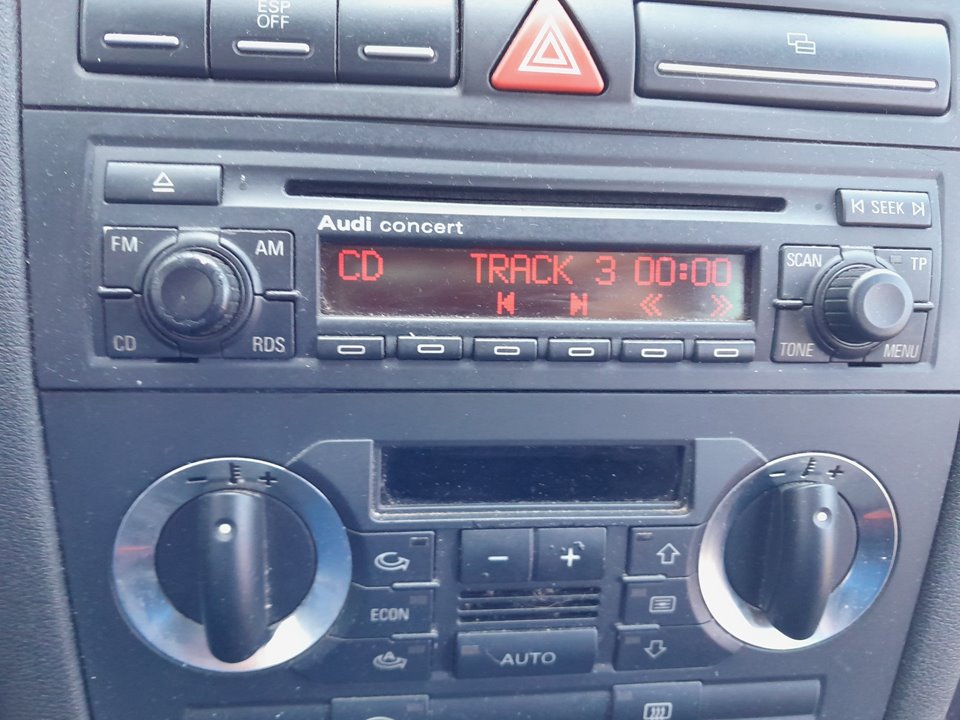 ESP
OFF
SEEK
Audi concert
FM
AM
CD TRACK 3 00:00
SCAN
TP
CD
RDS
TONE
MENU
- +
- +
- +
ECON
AUTO